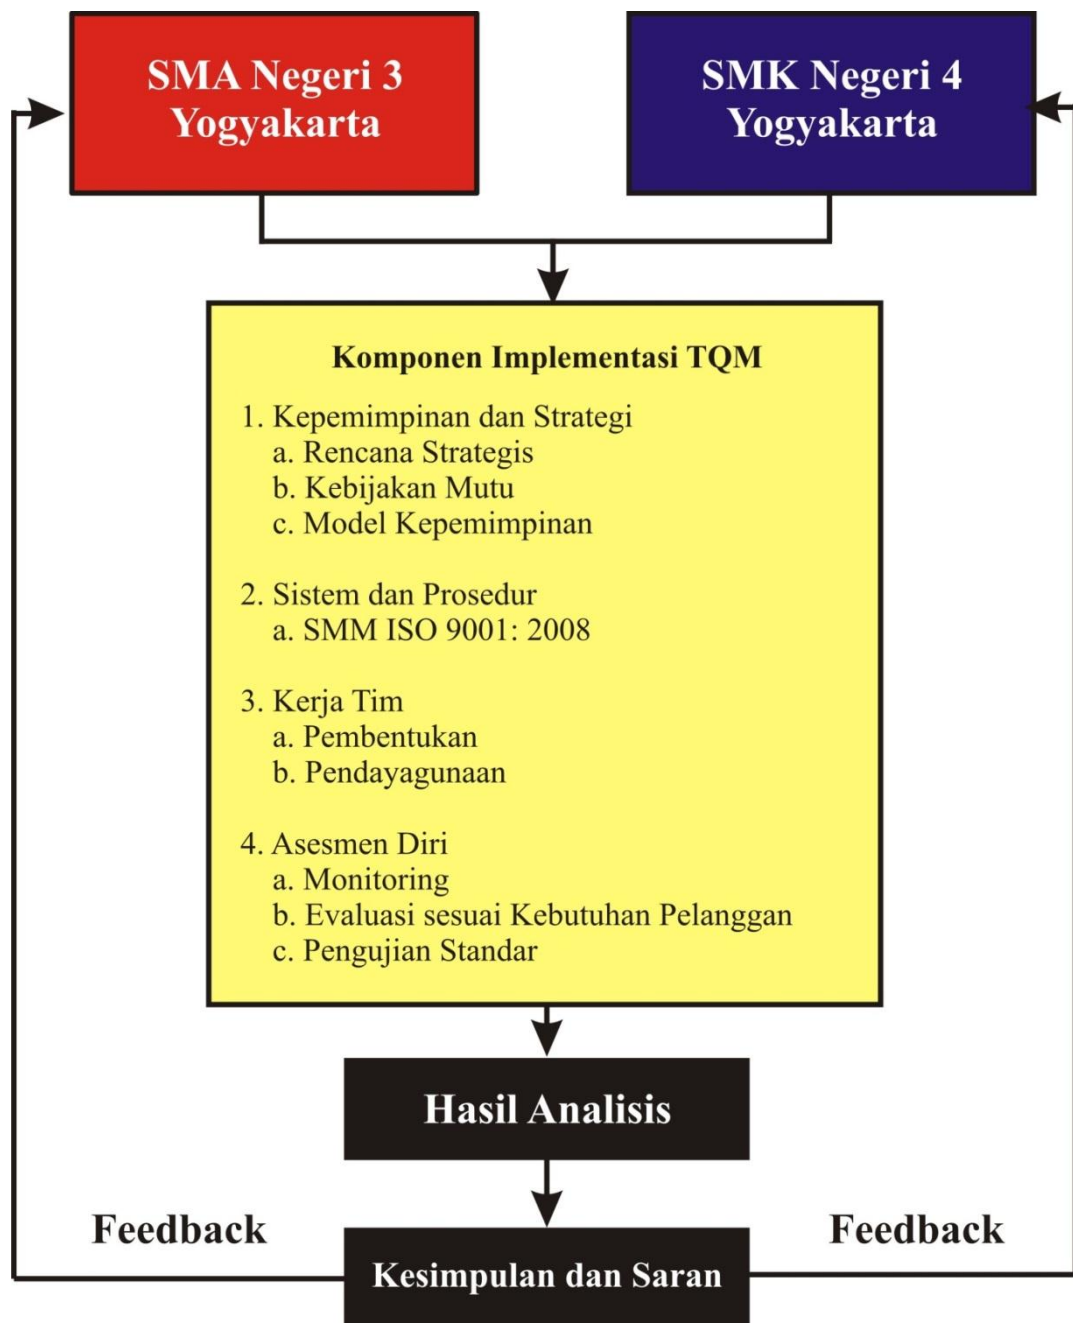 SMA Negeri 3
Yogyakarta
SMK Negeri 4
Yogyakarta
Komponen Implementasi TQM
1. Kepemimpinan dan Strategi
a. Rencana Strategis
b. Kebijakan Mutu
c. Model Kepemimpinan
2. Sistem dan Prosedur
a. SMM ISO 9001: 2008
3. Kerja Tim
a. Pembentukan
b. Pendayagunaan
4. Asesmen Diri
a. Monitoring
b. Evaluasi sesuai Kebutuhan Pelanggan
c. Pengujian Standar
Hasil Analisis
Feedback
Feedback
Kesimpulan dan Saran